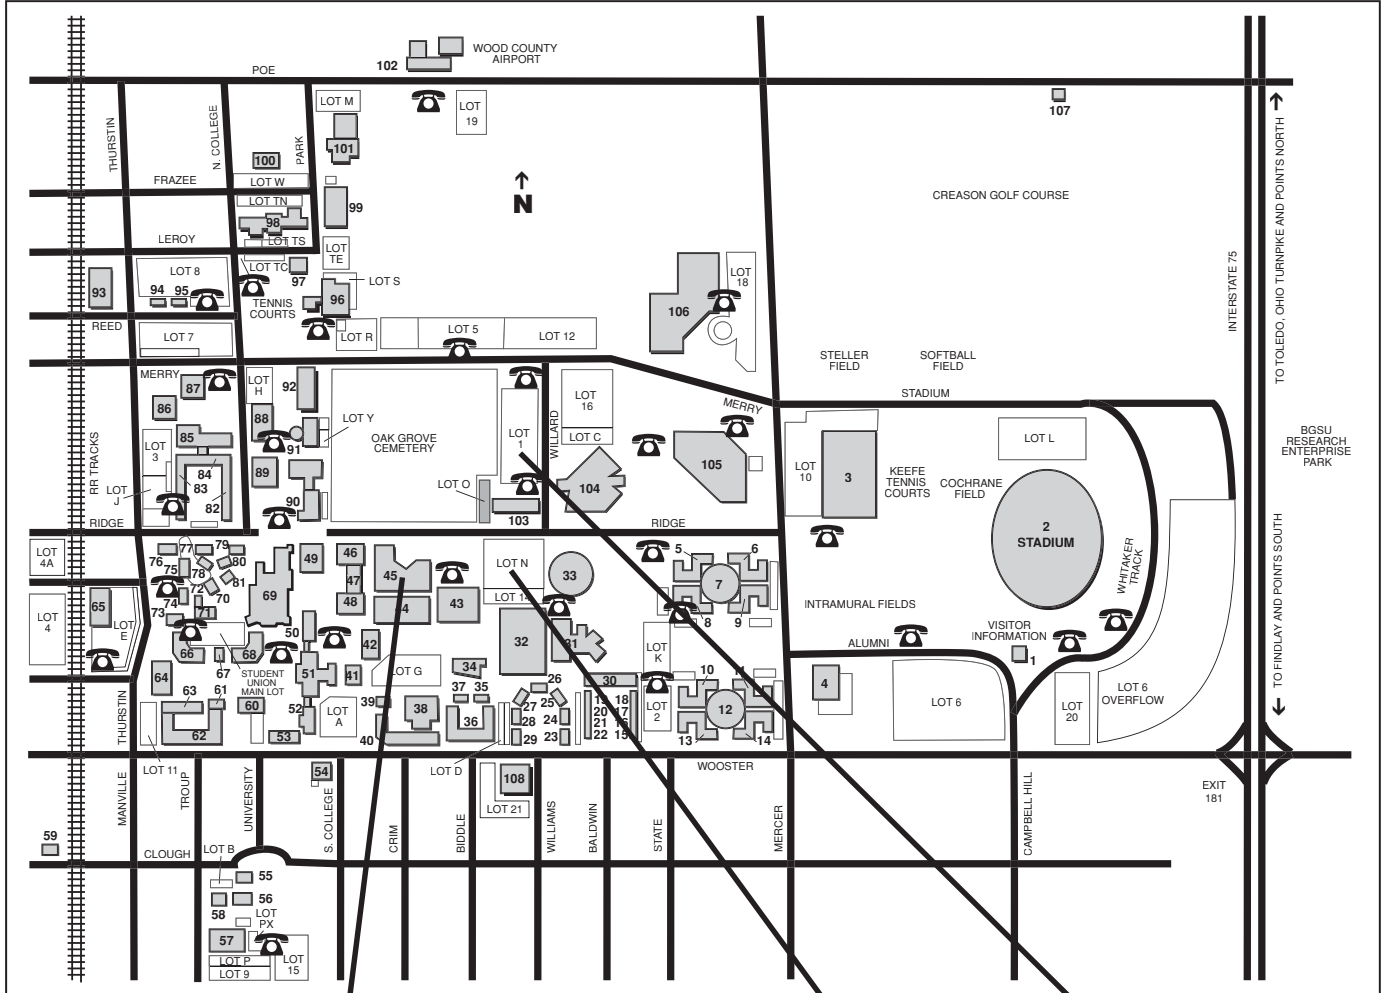 WOOD COUNTY
AIRPORT
102
POE
LOT M
LOT
19
107
THURSTIN
N. COLLEGE
PARK
101
100
FRAZEE
LOT W
LOT TN
99
N
CREASON GOLF COURSE
TO TOLEDO, OHIO TURNPIKE AND POINTS NORTH
INTERSTATE 75
98
LEROY
LOT TS
LOT
TE
LOT 8
LOT TC
97
LOT S
93
94
95
TENNIS
COURTS
96
LOT
18
106
REED
LOT 7
LOT R
LOT 5
LOT 12
STELLER
FIELD
SOFTBALL
FIELD
MERRY
87
LOT
H
92
86
88
LOT Y
OAK GROVE
CEMETERY
LOT
1
WILLARD
LOT
16
LOT C
MERRY
STADIUM
LOT L
BGSU
RESEARCH
ENTERPRISE
PARK
RR TRACKS
LOT
3
85
91
84
83
82
89
90
LOT
J
LOT O
103
104
105
LOT
10
3
KEEFE
TENNIS
COURTS
COCHRANE
FIELD
2
STADIUM
WHITAKER
TRACK
TO FINDLAY AND POINTS SOUTH
RIDGE
RIDGE
LOT
4A
76
77
79
75
78
80
81
72
70
74
73
71
69
49
46
47
48
45
44
43
LOT N
LOT 14
33
5
6
7
8
9
INTRAMURAL FIELDS
LOT
4
65
LOT
E
50
42
32
31
LOT
K
ALUMNI
VISITOR
INFORMATION
1
66
67
68
STUDENT
UNION
MAIN LOT
64
51
41
LOT G
34
30
10
11
12
13
14
4
LOT 6
LOT
20
LOT 6
OVERFLOW
THURSTIN
63
61
62
60
52
53
LOT
A
39
40
38
37
35
36
26
27
25
28
24
29
23
19
20
21
22
18
17
16
15
LOT
2
LOT 11
LOT D
WOOSTER
EXIT
181
MANVILLE
TROUP
UNIVERSITY
54
S. COLLEGE
CRIM
BIDDLE
108
LOT 21
WILLIAMS
BALDWIN
STATE
MERCER
CAMPBELL HILL
59
CLOUGH
LOT B
55
58
56
LOT
PX
57
LOT P
LOT 9
LOT
15